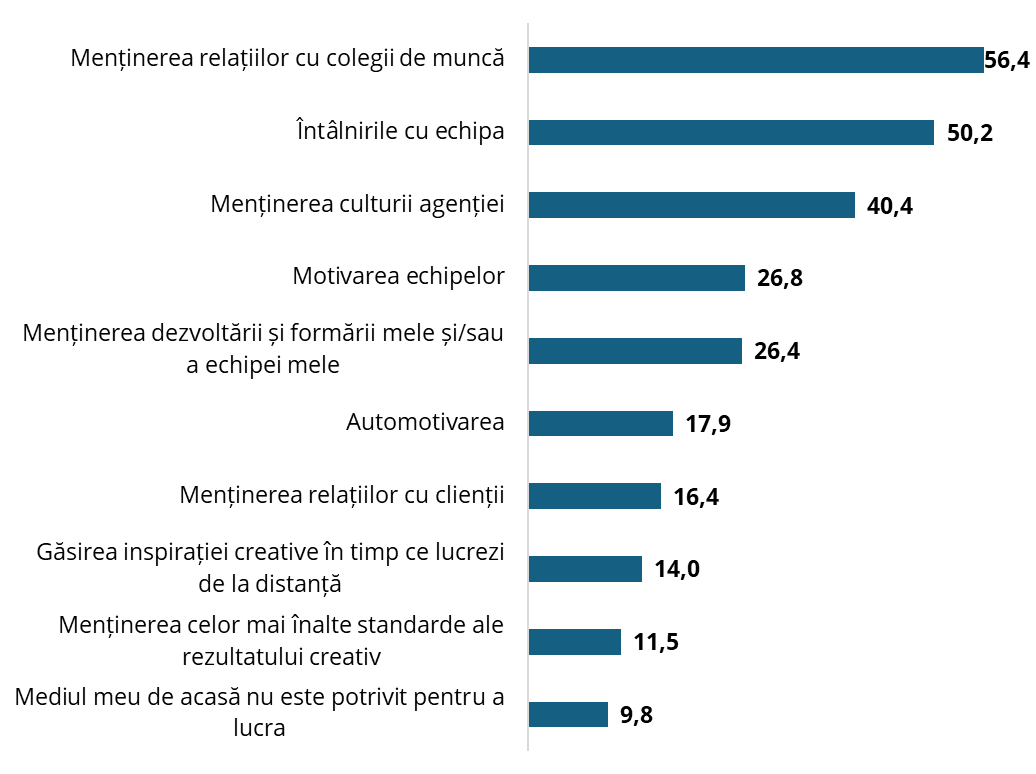 Menținerea relațiilor cu colegii de muncă 56,4
Întâlnirile cu echipa 50,2
Menținerea culturii agenției 40,4
Motivarea echipelor 26,8
Menținerea dezvoltării și formării mele și/sau
a echipei mele 26,4
Automotivarea 17,9
Menținerea relațiilor cu clienții 16,4
Găsirea inspirației creative în timp ce lucrezi
de la distanță 14,0
Menținerea celor mai înalte standarde ale
rezultatului creativ 11,5
Mediul meu de acasă nu este potrivit pentru a
lucra 9,8